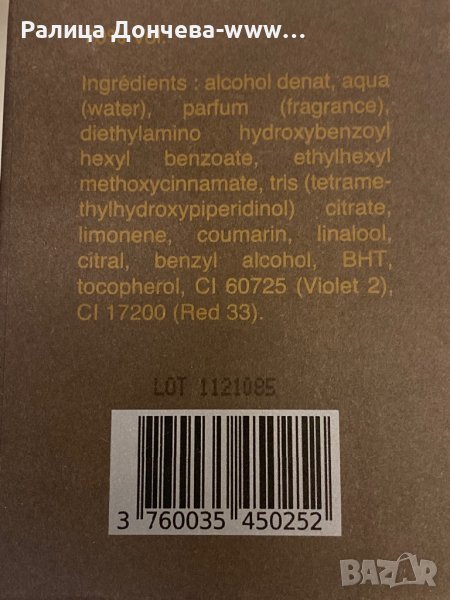 Ралица Дончева-www...
Ingrédients : alcohol denat, aqua
(water), parfum (fragrance),
diethylamino hydroxybenzoyl
hexyl benzoate, ethylhexyl
methoxycinnamate, tris (tetrame-
thylhydroxypiperidinol) citrate,
limonene, coumarin, linalool,
citral, benzyl alcohol, BHT,
tocopherol, CI 60725 (Violet 2),
CI 17200 (Red 33).
LOT 1121085
3 760035 450252
bazar